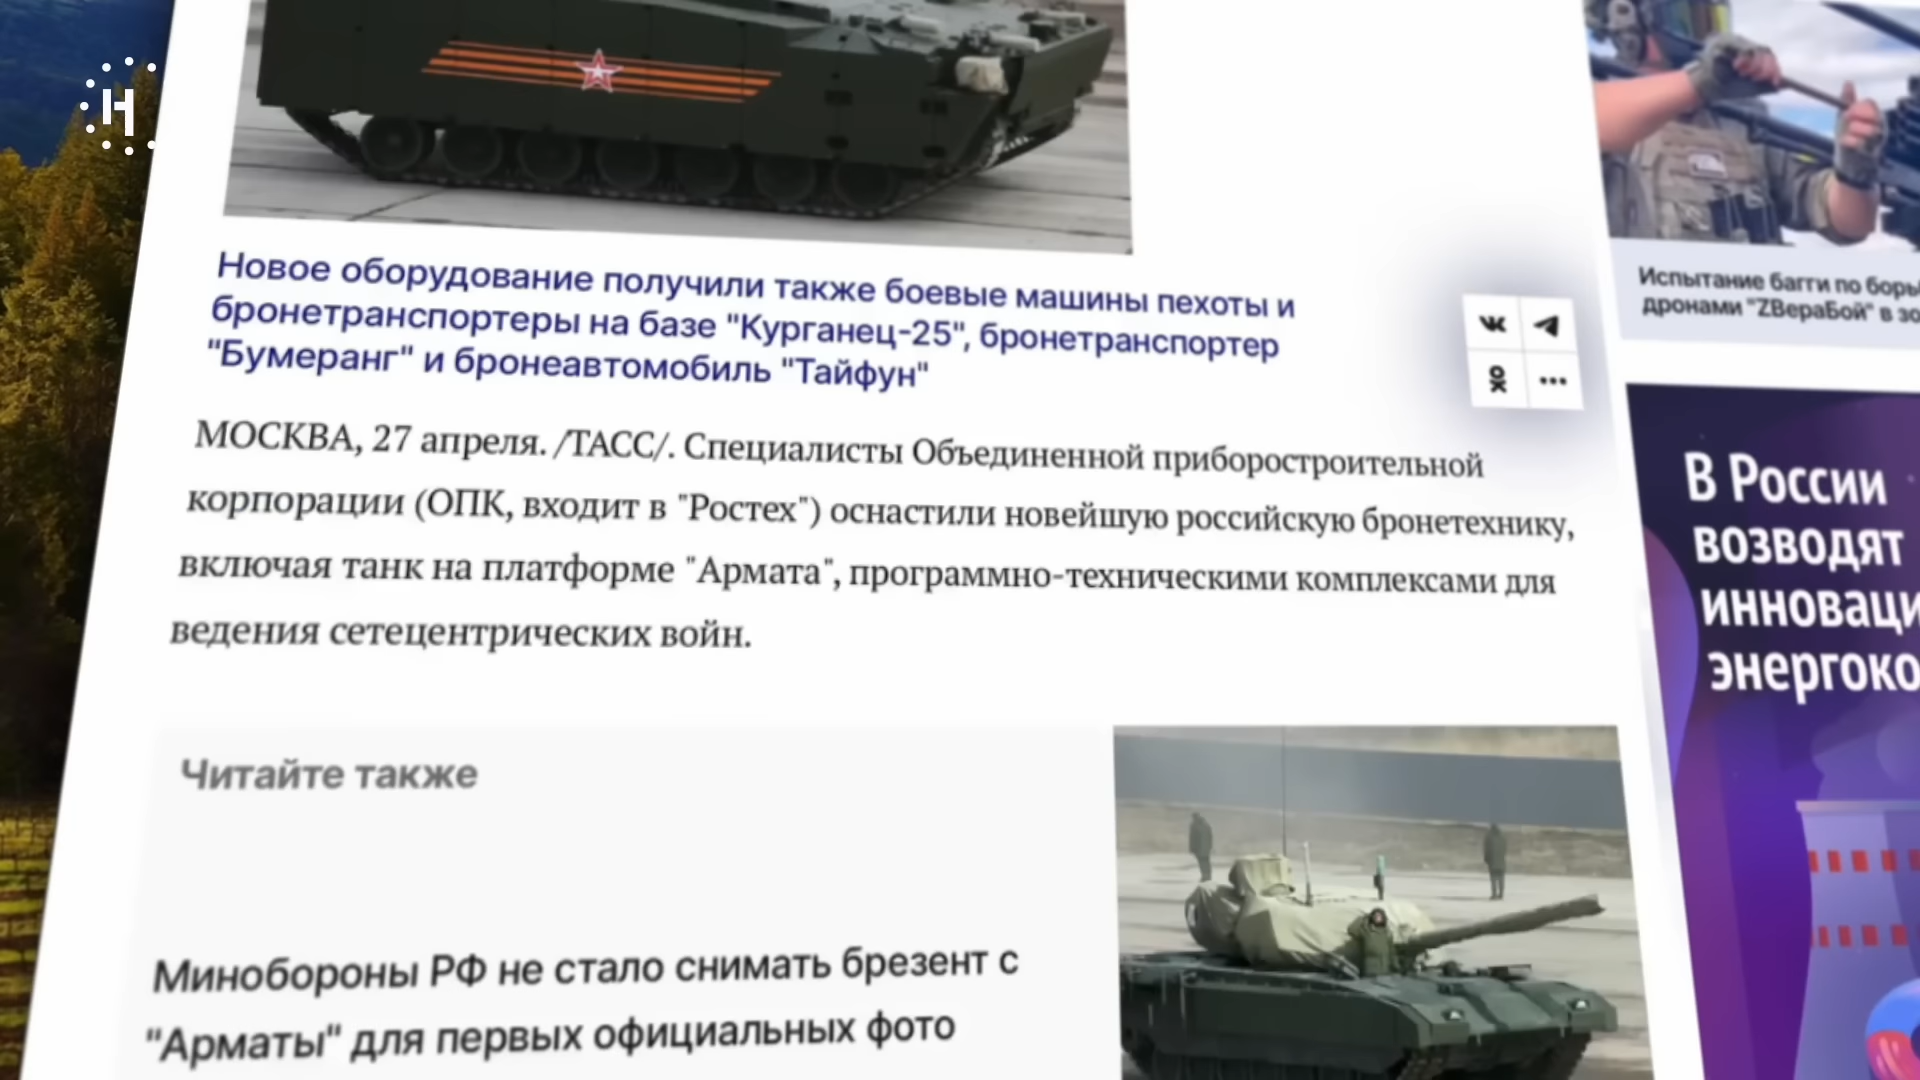 H
Новое оборудование получили также боевые машины пехоты и
бронетранспортеры на базе "Курганец-25", бронетранспортер
"Бумеранг" и бронеавтомобиль "Тайфун"
МОСКВА, 27 апреля. /ТАСС/. Специалисты Объединенной приборостроительной
корпорации (ОПК, входит в "Ростех") оснастили новейшую российскую бронетехнику,
включая танк на платформе "Армата", программно-техническими комплексами для
ведения сетецентрических войн.
Читайте также
Минобороны РФ не стало снимать брезент с
"Арматы" для первых официальных фото
Испытание багги по
дронами "ZВераБой" в
В России
возводят